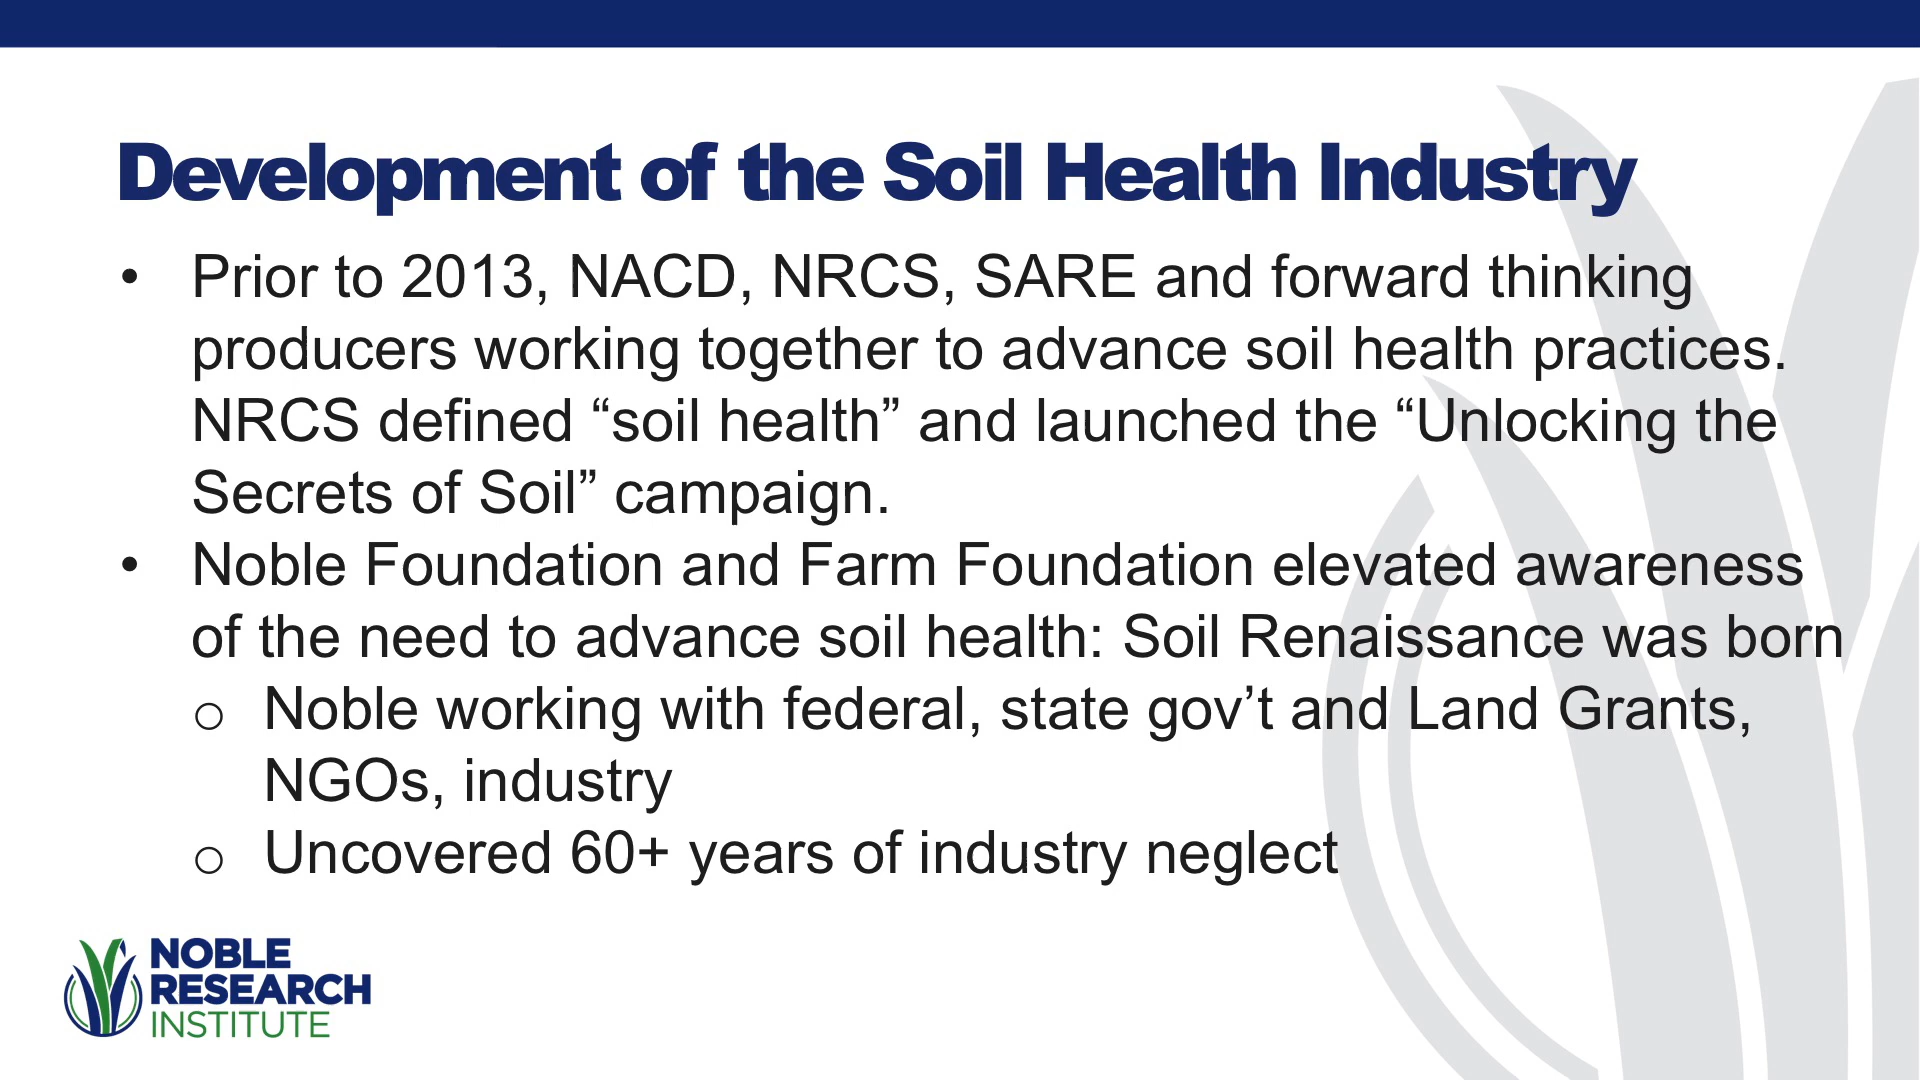 Development of the Soil Health Industry
• Prior to 2013, NACD, NRCS, SARE and forward thinking
producers working together to advance soil health practices.
NRCS defined “soil health” and launched the “Unlocking the
Secrets of Soil” campaign.
• Noble Foundation and Farm Foundation elevated awareness
of the need to advance soil health: Soil Renaissance was born
o Noble working with federal, state gov’t and Land Grants,
NGOs, industry
o Uncovered 60+ years of industry neglect
NOBLE
RESEARCH
INSTITUTE